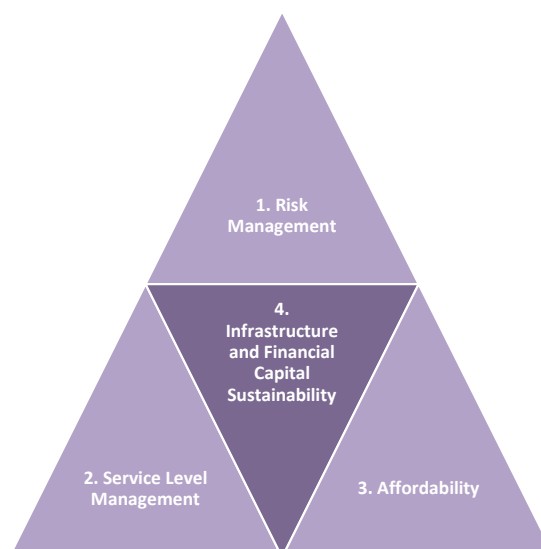 1. Risk
Management
4.
Infrastructure
and Financial
Capital
Sustainability
2. Service Level
Management
3. Affordability